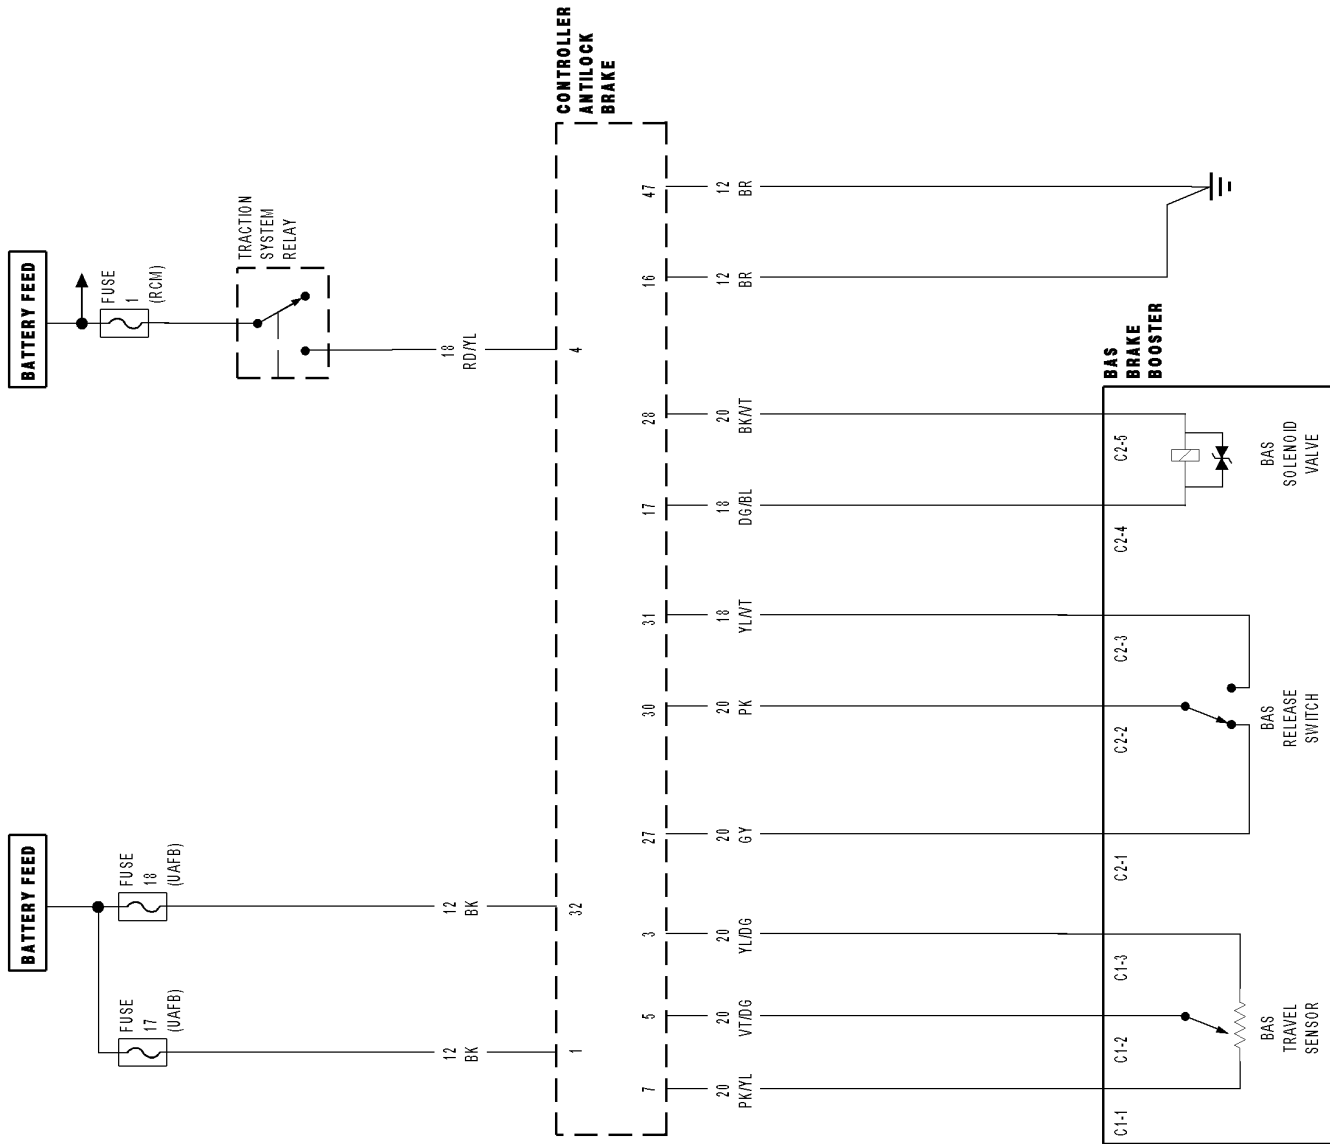 BATTERY FEED
FUSE
17
(UAFB)
FUSE
18
(UAFB)
BATTERY FEED
FUSE
1
(RCM)
TRACTION
SYSTEM
RELAY
12
BK
12
BK
18
RD/YL
CONTROLLER
ANTILOCK
BRAKE
1
32
4
7
5
3
27
30
31
17
28
16
47
20
PK/YL
20
VT/DG
20
YL/DG
20
GY
20
PK
18
YL/VT
18
DG/BL
20
BK/VT
12
BR
12
BR
BAS
BRAKE
BOOSTER
C1-1
C1-2
C1-3
C2-1
C2-2
C2-3
C2-4
C2-5
BAS
TRAVEL
SENSOR
BAS
RELEASE
SWITCH
BAS
SOLENOID
VALVE